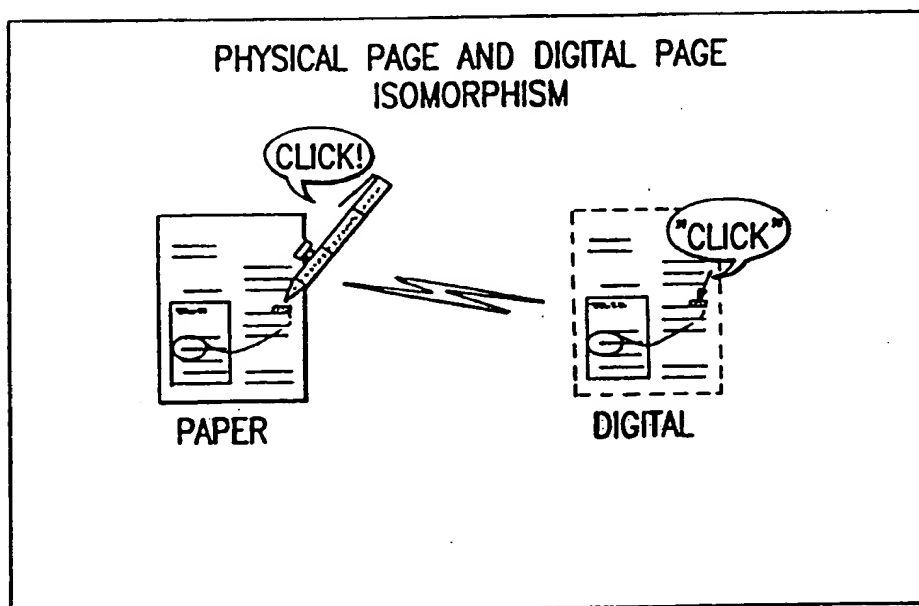 PHYSICAL PAGE AND DIGITAL PAGE
ISOMORPHISM
CLICK!
"CLICK"
PAPER
DIGITAL